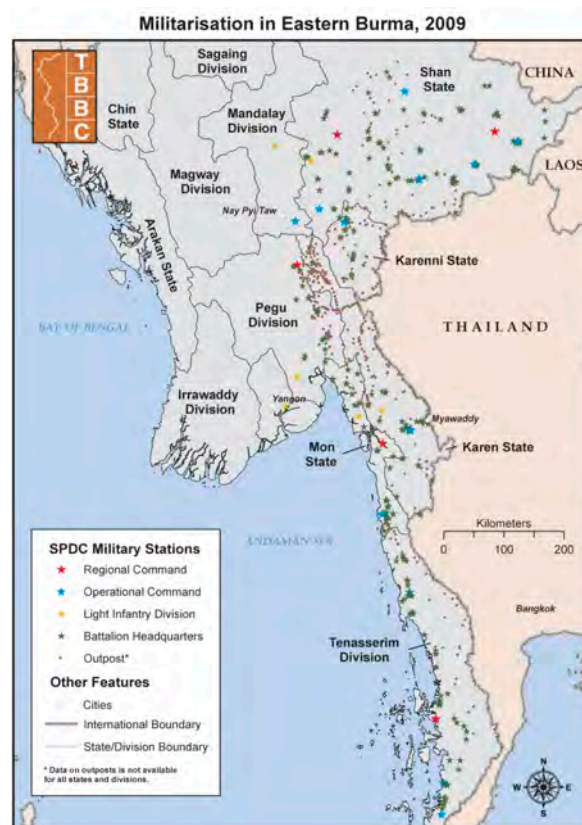 Militarisation in Eastern Burma, 2009
T
B
B
C
Sagaing
Division
Shan
State
CHINA
Chin
State
Mandalay
Division
LAOS
Magway
Division
Nay Pyi Taw
Arakan State
Karenni State
Pegu
Division
BAY OF BENGAL
THAILAND
Irrawaddy
Division
Yangon
Myawaddy
Mon
State
Karen State
ANDAMAN SEA
Kilometers
0 100 200
SPDC Military Stations
Regional Command
Operational Command
Light Infantry Division
Battalion Headquarters
Outpost*
Other Features
Cities
International Boundary
State/Division Boundary
* Data on outposts is not available
for all states and divisions.
Bangkok
Tenasserim
Division
N
W E
S